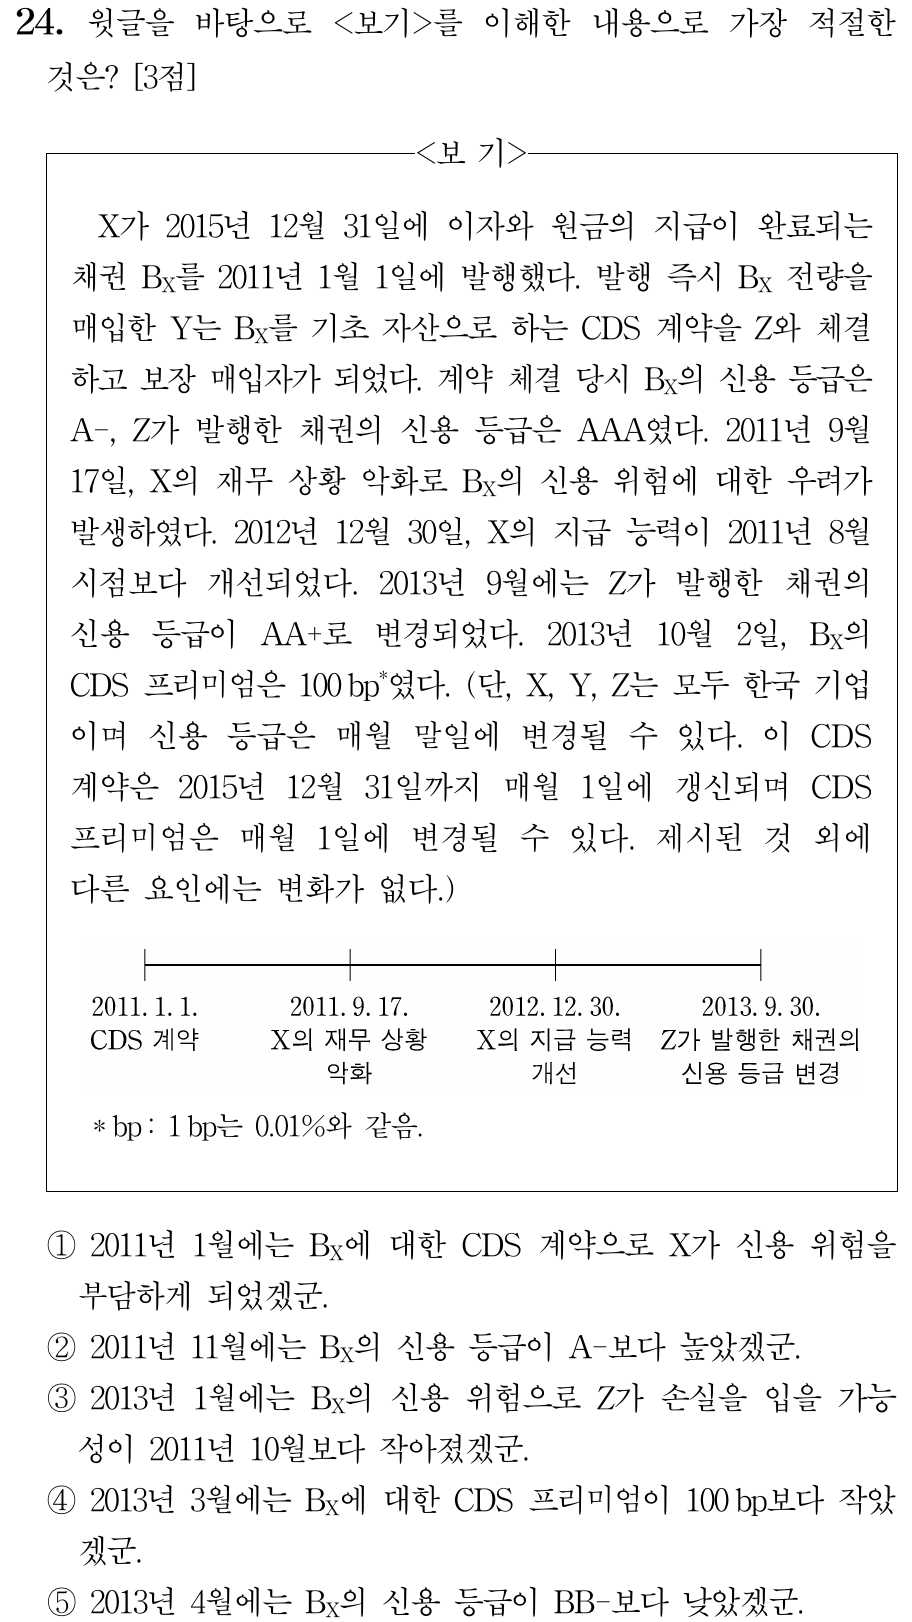 24. 윗글을 바탕으로 <보기>를 이해한 내용으로 가장 적절한
것은? [3점]
<보 기>
X가 2015년 12월 31일에 이자와 원금의 지급이 완료되는
채권 BX를 2011년 1월 1일에 발행했다. 발행 즉시 BX 전량을
매입한 Y는 BX를 기초 자산으로 하는 CDS 계약을 Z와 체결
하고 보장 매입자가 되었다. 계약 체결 당시 BX의 신용 등급은
A-, Z가 발행한 채권의 신용 등급은 AAA였다. 2011년 9월
17일, X의 재무 상황 악화로 BX의 신용 위험에 대한 우려가
발생하였다. 2012년 12월 30일, X의 지급 능력이 2011년 8월
시점보다 개선되었다. 2013년 9월에는 Z가 발행한 채권의
신용 등급이 AA+로 변경되었다. 2013년 10월 2일, BX의
CDS 프리미엄은 100bp*였다. (단, X, Y, Z는 모두 한국 기업
이며 신용 등급은 매월 말일에 변경될 수 있다. 이 CDS
계약은 2015년 12월 31일까지 매월 1일에 갱신되며 CDS
프리미엄은 매월 1일에 변경될 수 있다. 제시된 것 외에
다른 요인에는 변화가 없다.)
2011. 1. 1. 2011. 9. 17. 2012. 12. 30. 2013. 9. 30.
CDS 계약 X의 재무 상황 X의 지급 능력 Z가 발행한 채권의
악화 개선 신용 등급 변경
* bp : 1bp는 0.01%와 같음.
① 2011년 1월에는 BX에 대한 CDS 계약으로 X가 신용 위험을
부담하게 되었겠군.
② 2011년 11월에는 BX의 신용 등급이 A-보다 높았겠군.
③ 2013년 1월에는 BX의 신용 위험으로 Z가 손실을 입을 가능
성이 2011년 10월보다 작아졌겠군.
④ 2013년 3월에는 BX에 대한 CDS 프리미엄이 100bp보다 작았
겠군.
⑤ 2013년 4월에는 BX의 신용 등급이 BB-보다 낮았겠군.